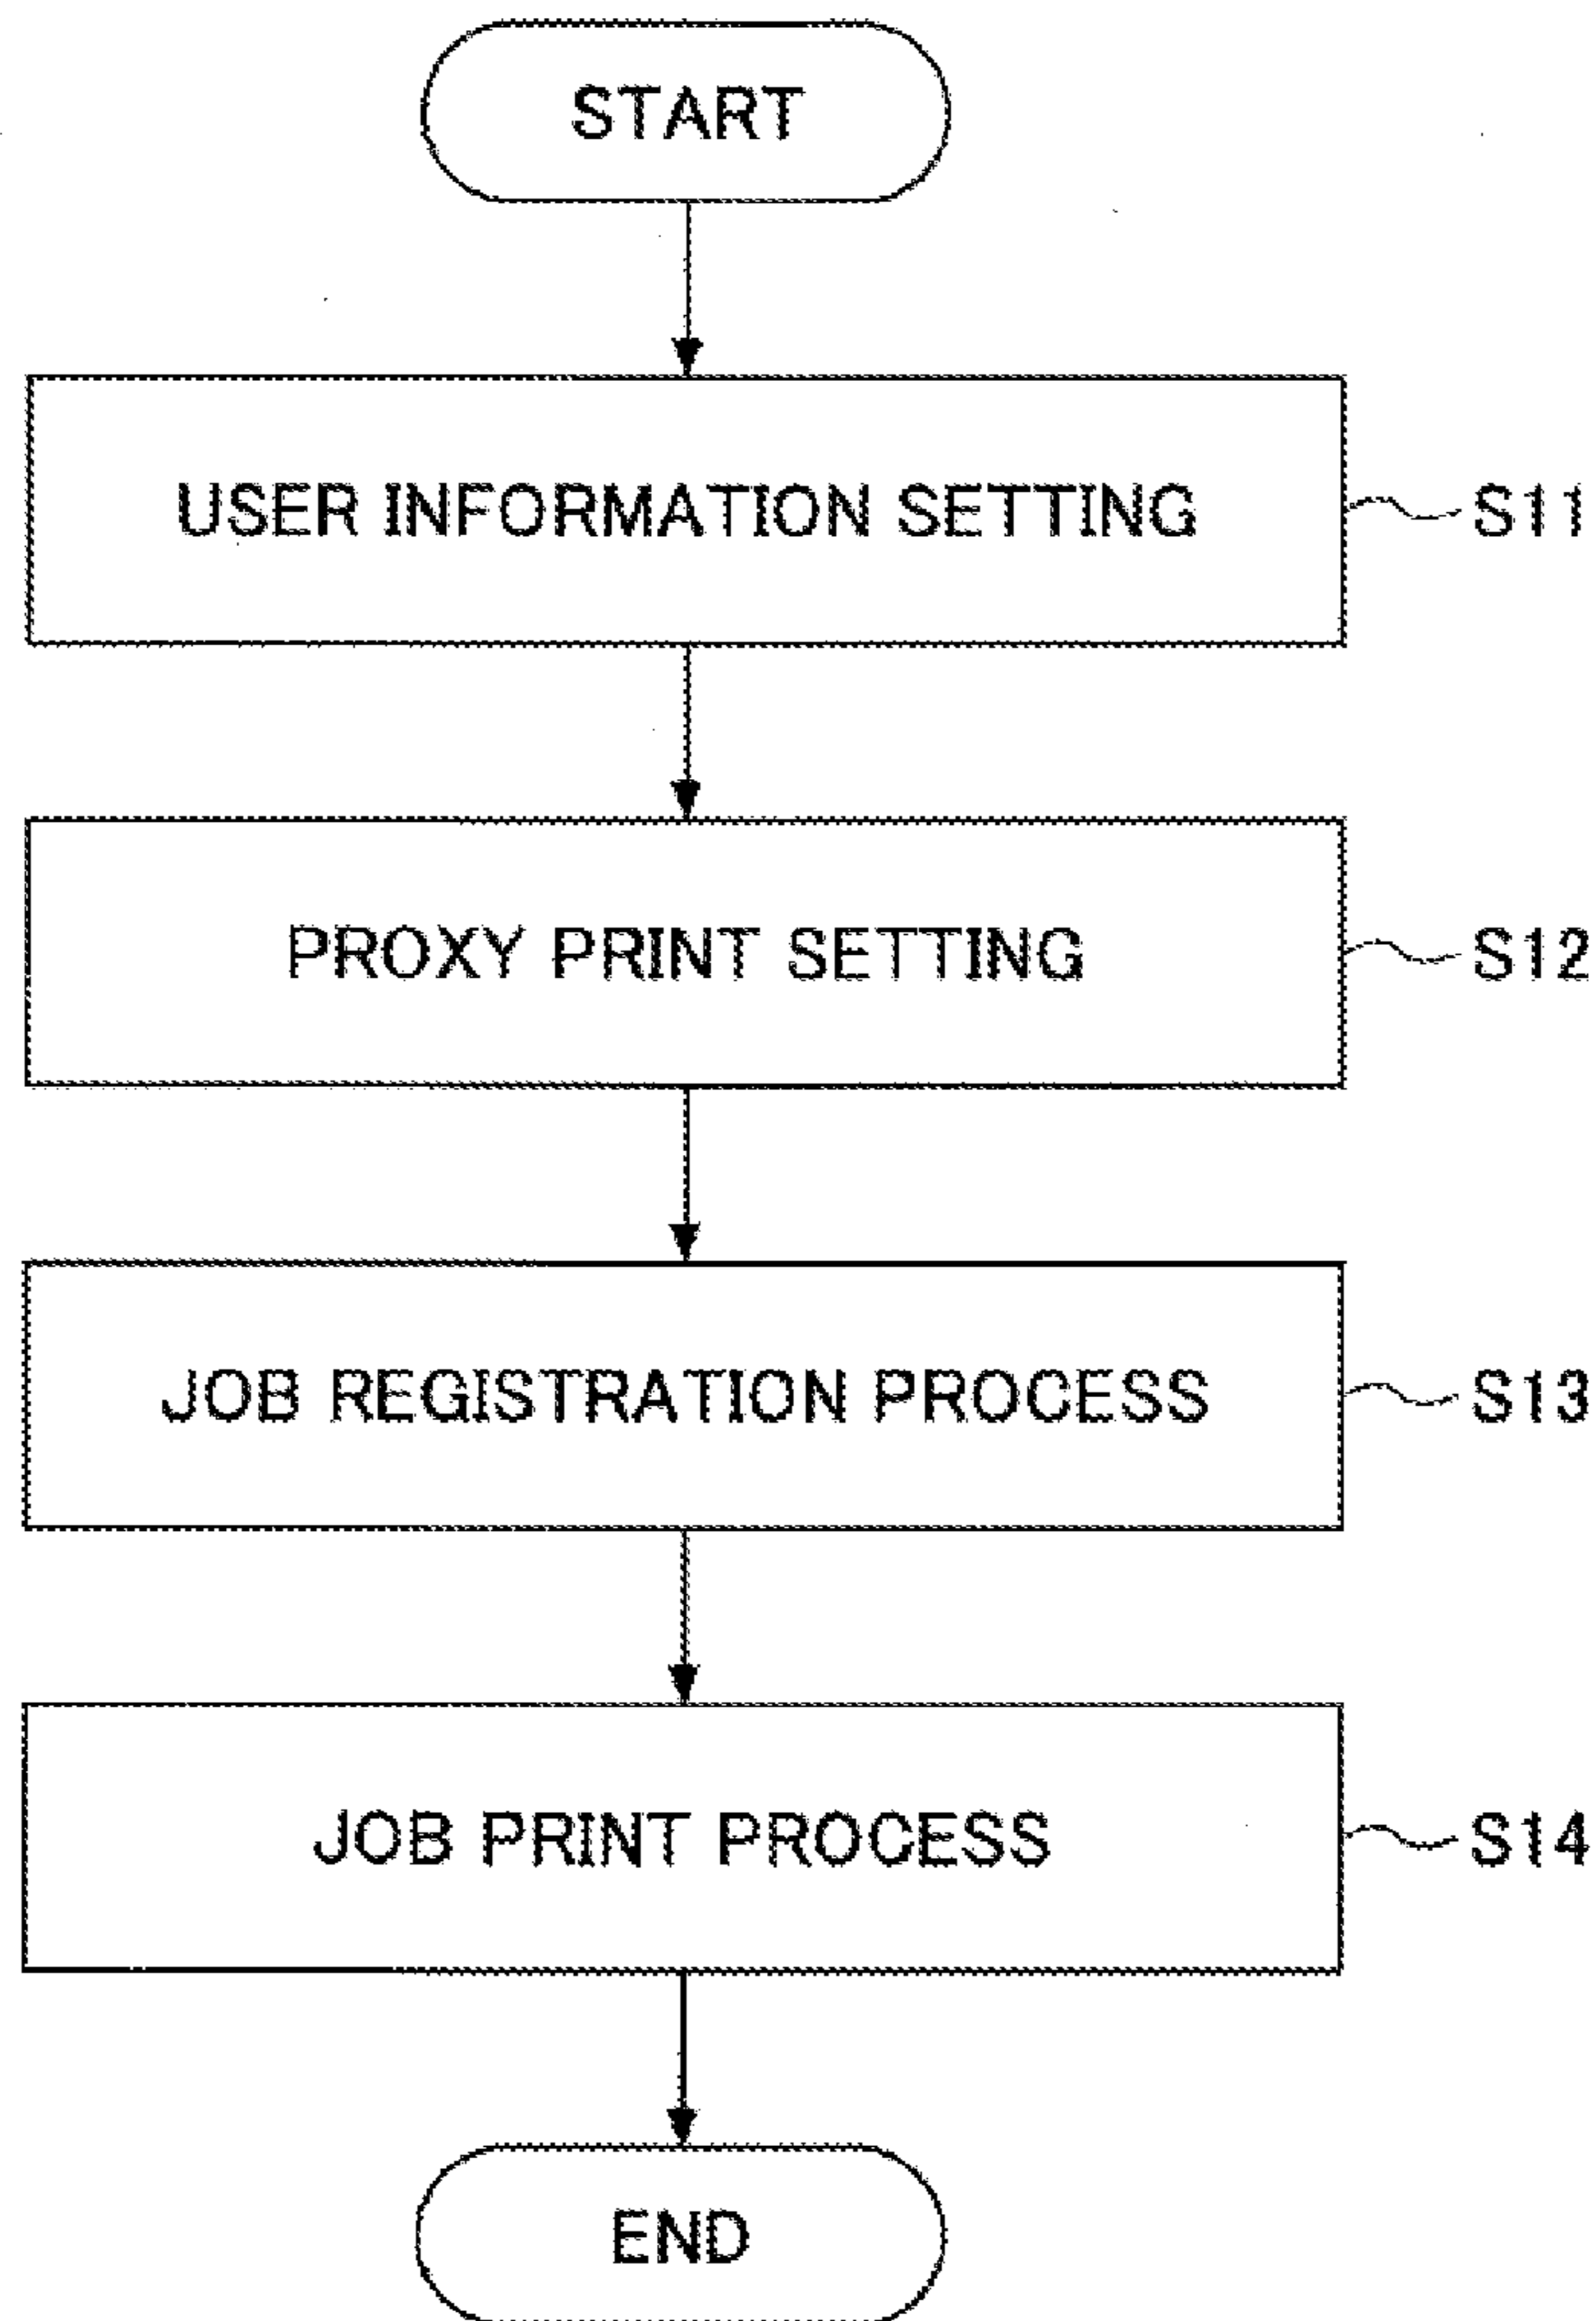 START
USER INFORMATION SETTING
S11
PROXY PRINT SETTING
S12
JOB REGISTRATION PROCESS
S13
JOB PRINT PROCESS
S14
END